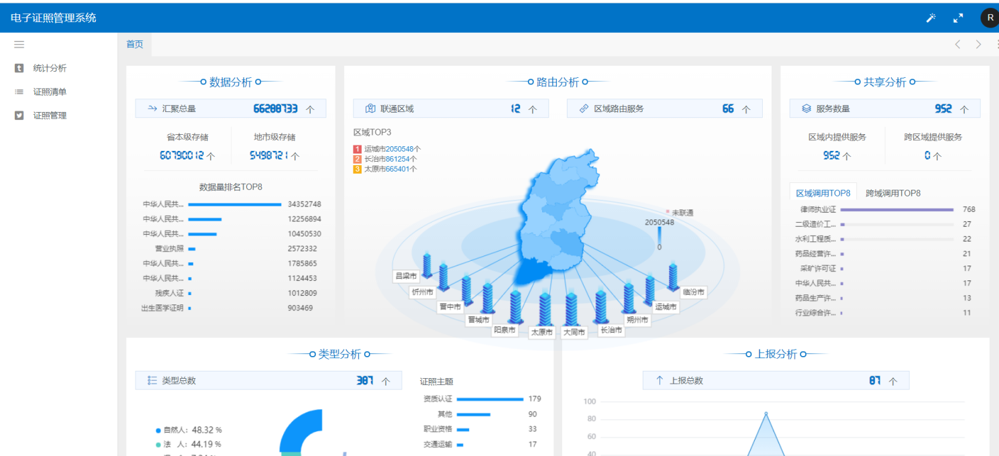 电子证照管理系统
R
首页
统计分析
证照清单
证照管理
数据分析
汇聚总量 66288733 个
省本级存储 地市级存储
60790012 个 5498721 个
数据量排名TOP8
中华人民共... 34352748
中华人民共... 12256894
中华人民共... 10450530
营业执照 2572332
中华人民共... 1785865
中华人民共... 1124453
残疾人证 1012809
出生医学证明 903469
路由分析
联通区域 12 个
区域路由服务 66 个
区域TOP3
1 运城市2050548个
2 长治市861254个
3 太原市665401个
未联通
2050548
0
吕梁市
忻州市
晋中市
晋城市
阳泉市
太原市
大同市
长治市
朔州市
运城市
临汾市
共享分析
服务数量 952 个
区域内提供服务 跨区域提供服务
952 个 0 个
区域调用TOP8 跨域调用TOP8
律师执业证 768
二级造价工... 27
水利工程质... 22
药品经营许... 21
采矿许可证 17
中华人民共... 17
药品生产许... 13
行业综合许... 11
类型分析
类型总数 387 个
自然人: 48.32 %
法 人: 44.19 %
证照主题
资质认证 179
其他 90
职业资格 33
交通运输 17
上报分析
上报总数 87 个
100
80
60
40